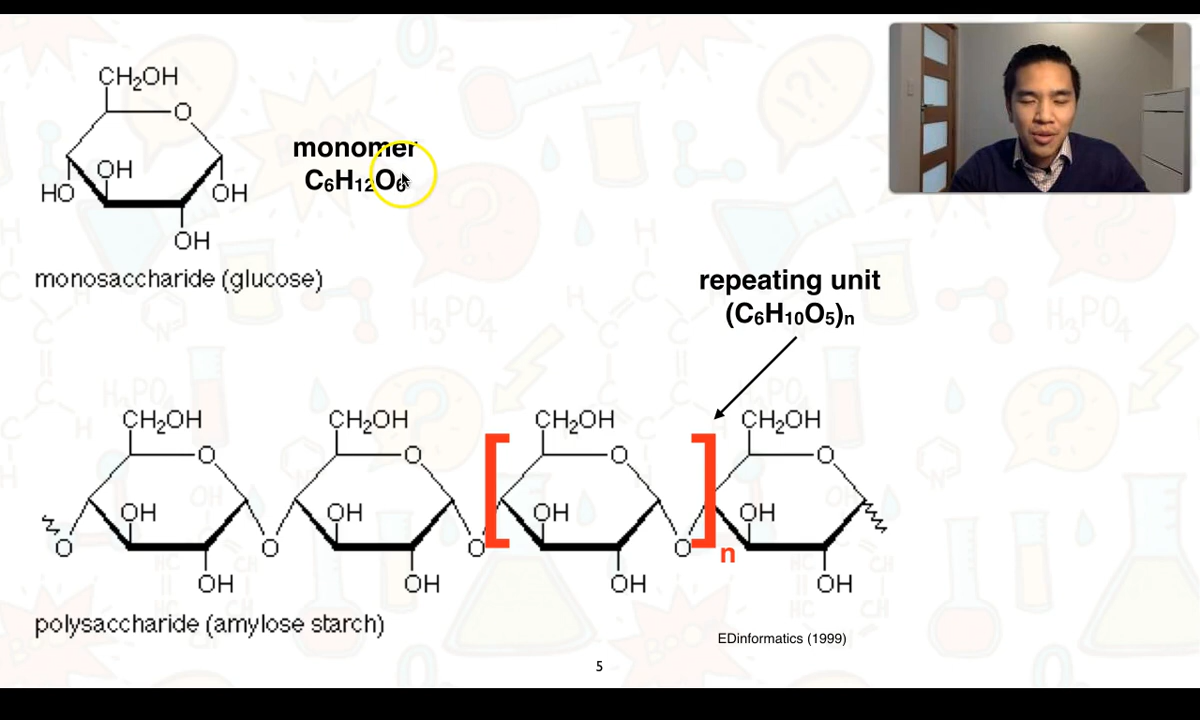 CH₂OH
O
OH
HO
OH
OH
monomer
C₆H₁₂O₆
monosaccharide (glucose)
repeating unit
(C₆H₁₀O₅)n
CH₂OH CH₂OH CH₂OH CH₂OH
O O O O
OH OH OH OH
O O O O
n
OH OH OH OH
polysaccharide (amylose starch)
EDinformatics (1999)
5